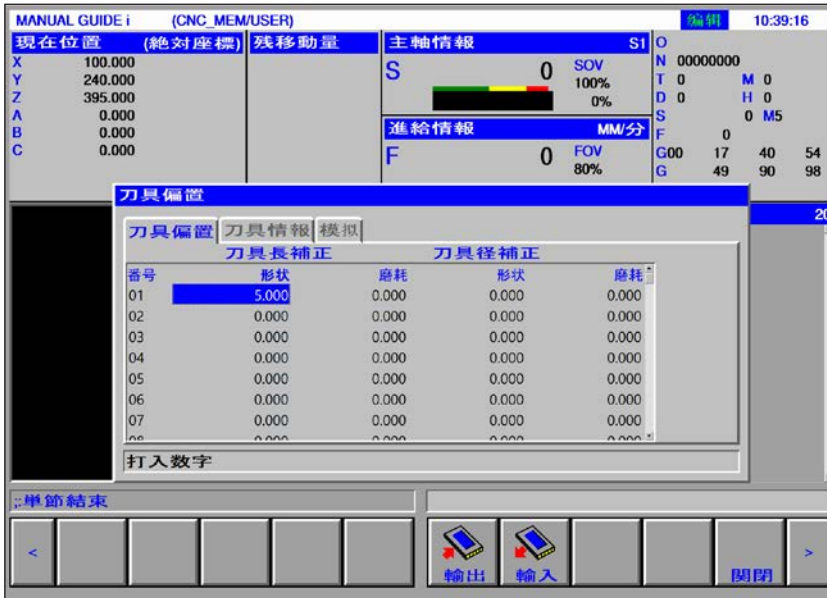 MANUAL GUIDE i (CNC_MEM/USER) 编辑 10:39:16
現在位置 (絶対座標) 残移動量 主軸情報 S1 O
X 100.000
Y 240.000
Z 395.000
A 0.000
B 0.000
C 0.000
S 0 SOV
100%
0%
進給情報 MM/分
F 0 FOV
80%
N 00000000
T 0 M 0
D 0 H 0
S 0 M5
F 0
G00 17 40 54
G 49 90 98
20
刀具偏置
刀具偏置 刀具情報 模拟
刀具長補正 刀具径補正
番号 形状 磨耗 形状 磨耗
01 5.000 0.000 0.000 0.000
02 0.000 0.000 0.000 0.000
03 0.000 0.000 0.000 0.000
04 0.000 0.000 0.000 0.000
05 0.000 0.000 0.000 0.000
06 0.000 0.000 0.000 0.000
07 0.000 0.000 0.000 0.000
打入数字
;:単節結束
< 輸出 輸入 関閉 >